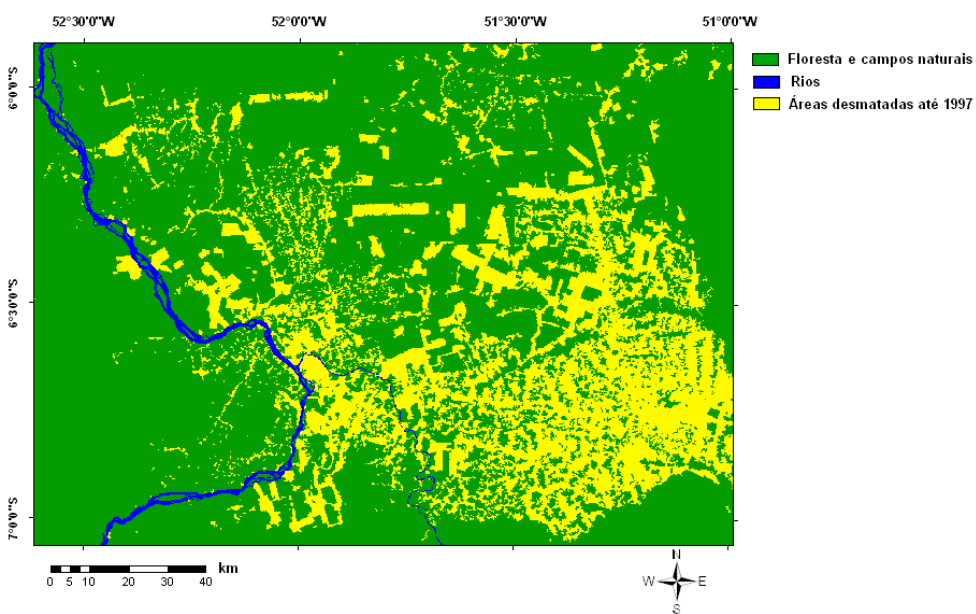 52°30'0"W 52°0'0"W 51°30'0"W 51°0'0"W
6°0'0"S
6°30'0"S
7°0'0"S
Floresta e campos naturais
Rios
Áreas desmatadas até 1997
km
0 5 10 20 30 40
N
W E
S